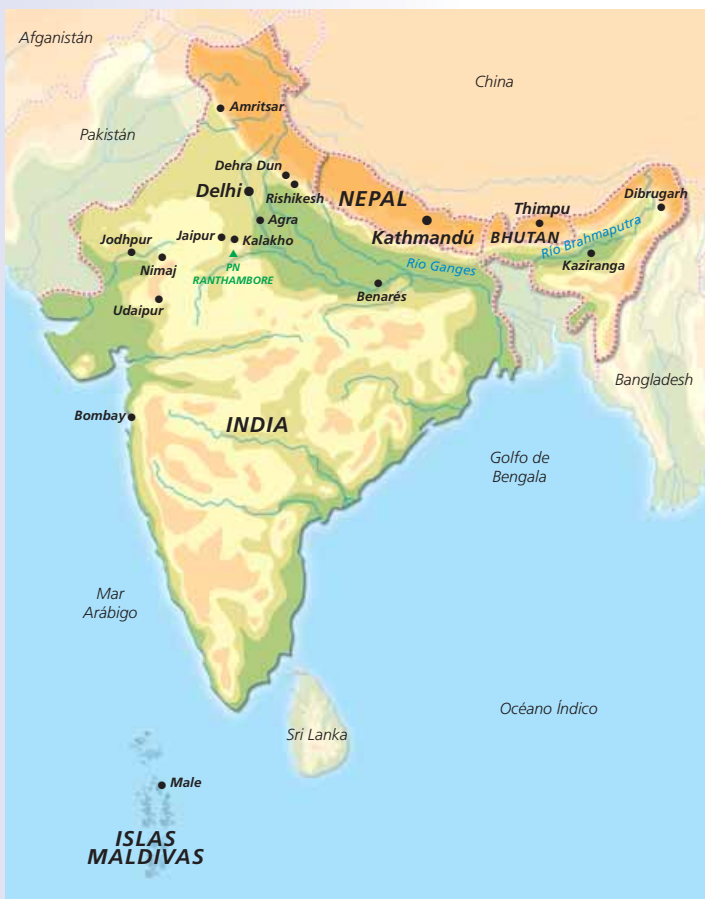 Afganistán
China
Amritsar
Pakistán
Dehra Dun
Delhi
Rishikesh
NEPAL
Thimpu
Dibrugarh
Agra
Kathmandú
BHUTAN
Río Brahmaputra
Jodhpur
Jaipur
Kalakho
Nimaj
PN
RANTHAMBORE
Río Ganges
Kaziranga
Benarés
Udaipur
Bangladesh
Bombay
INDIA
Golfo de
Bengala
Mar
Arábigo
Océano Índico
Sri Lanka
Male
ISLAS
MALDIVAS